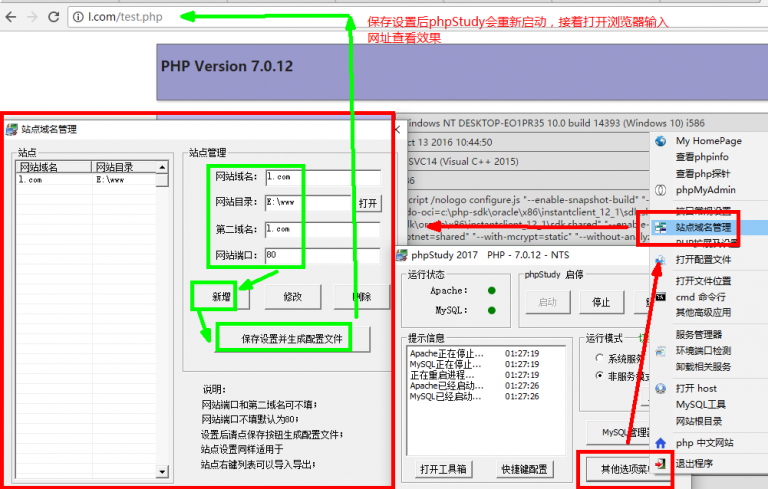 l.com/test.php
保存设置后phpStudy会重新启动，接着打开浏览器输入
网址查看效果
PHP Version 7.0.12
indows NT DESKTOP-EO1PR35 10.0 build 14393 (Windows 10) i586
ct 13 2016 10:44:50
SVC14 (Visual C++ 2015)
86
cript /nologo configure.js "--enable-snapshot-build" "-
do-oci=c:\php-sdk\oracle\x86\instantclient_12_1\sdk
\oracle\x86\instantclient_12_1\sdk,shared"
otnet=shared" "--with-mcrypt=static" "--without-analyz
站点域名管理
站点
网站域名 网站目录
l.com E:\www
站点管理
网站域名： l.com
网站目录： E:\www 打开
第二域名： l.com
网站端口： 80
新增 修改 删除
保存设置并生成配置文件
说明：
网站端口和第二域名可不填；
网站端口不填默认为80；
设置后请点保存按钮生成配置文件；
站点设置同样适用于
站点右键列表可以导入导出；
phpStudy 2017 PHP - 7.0.12 - NTS
运行状态
Apache：
MySQL：
phpStudy 启停
启动 停止
提示信息
Apache正在停止... 01:27:19
MySQL正在停止... 01:27:19
正在重启进程... 01:27:19
Apache已经启动... 01:27:26
MySQL已经启动... 01:27:26
运行模式
系统服务
非服务模式
MySQL管理器
打开工具箱 快捷键配置 其他选项菜单
My HomePage
查看phpinfo
查看php探针
phpMyAdmin
站点域名管理
PHP扩展及设置
打开配置文件
打开文件位置
cmd 命令行
其他高级应用
服务管理器
环境端口检测
卸载相关服务
打开 host
MySQL工具
网站根目录
php 中文网站
退出程序